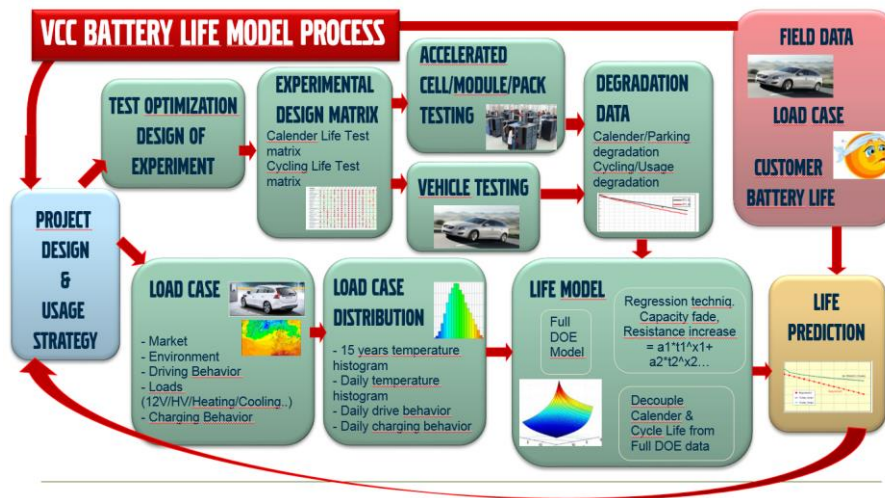 VCC BATTERY LIFE MODEL PROCESS
TEST OPTIMIZATION
DESIGN OF
EXPERIMENT
EXPERIMENTAL
DESIGN MATRIX
Calender Life Test
matrix
Cycling Life Test
matrix
ACCELERATED
CELL/MODULE/PACK
TESTING
VEHICLE TESTING
DEGRADATION
DATA
Calender/Parking
degradation
Cycling/Usage
degradation
FIELD DATA
LOAD CASE
CUSTOMER
BATTERY LIFE
PROJECT
DESIGN
&
USAGE
STRATEGY
LOAD CASE
- Market
- Environment
- Driving Behavior
- Loads
(12V/HV/Heating/Cooling..)
- Charging Behavior
LOAD CASE
DISTRIBUTION
- 15 years temperature
histogram
- Daily temperature
histogram
- Daily drive behavior
- Daily charging behavior
LIFE MODEL
Full
DOE
Model
Regression techniq.
Capacity fade,
Resistance increase
= a1*t1^x1+
a2*t2^x2…
Decouple
Calender &
Cycle Life from
Full DOE data
LIFE
PREDICTION